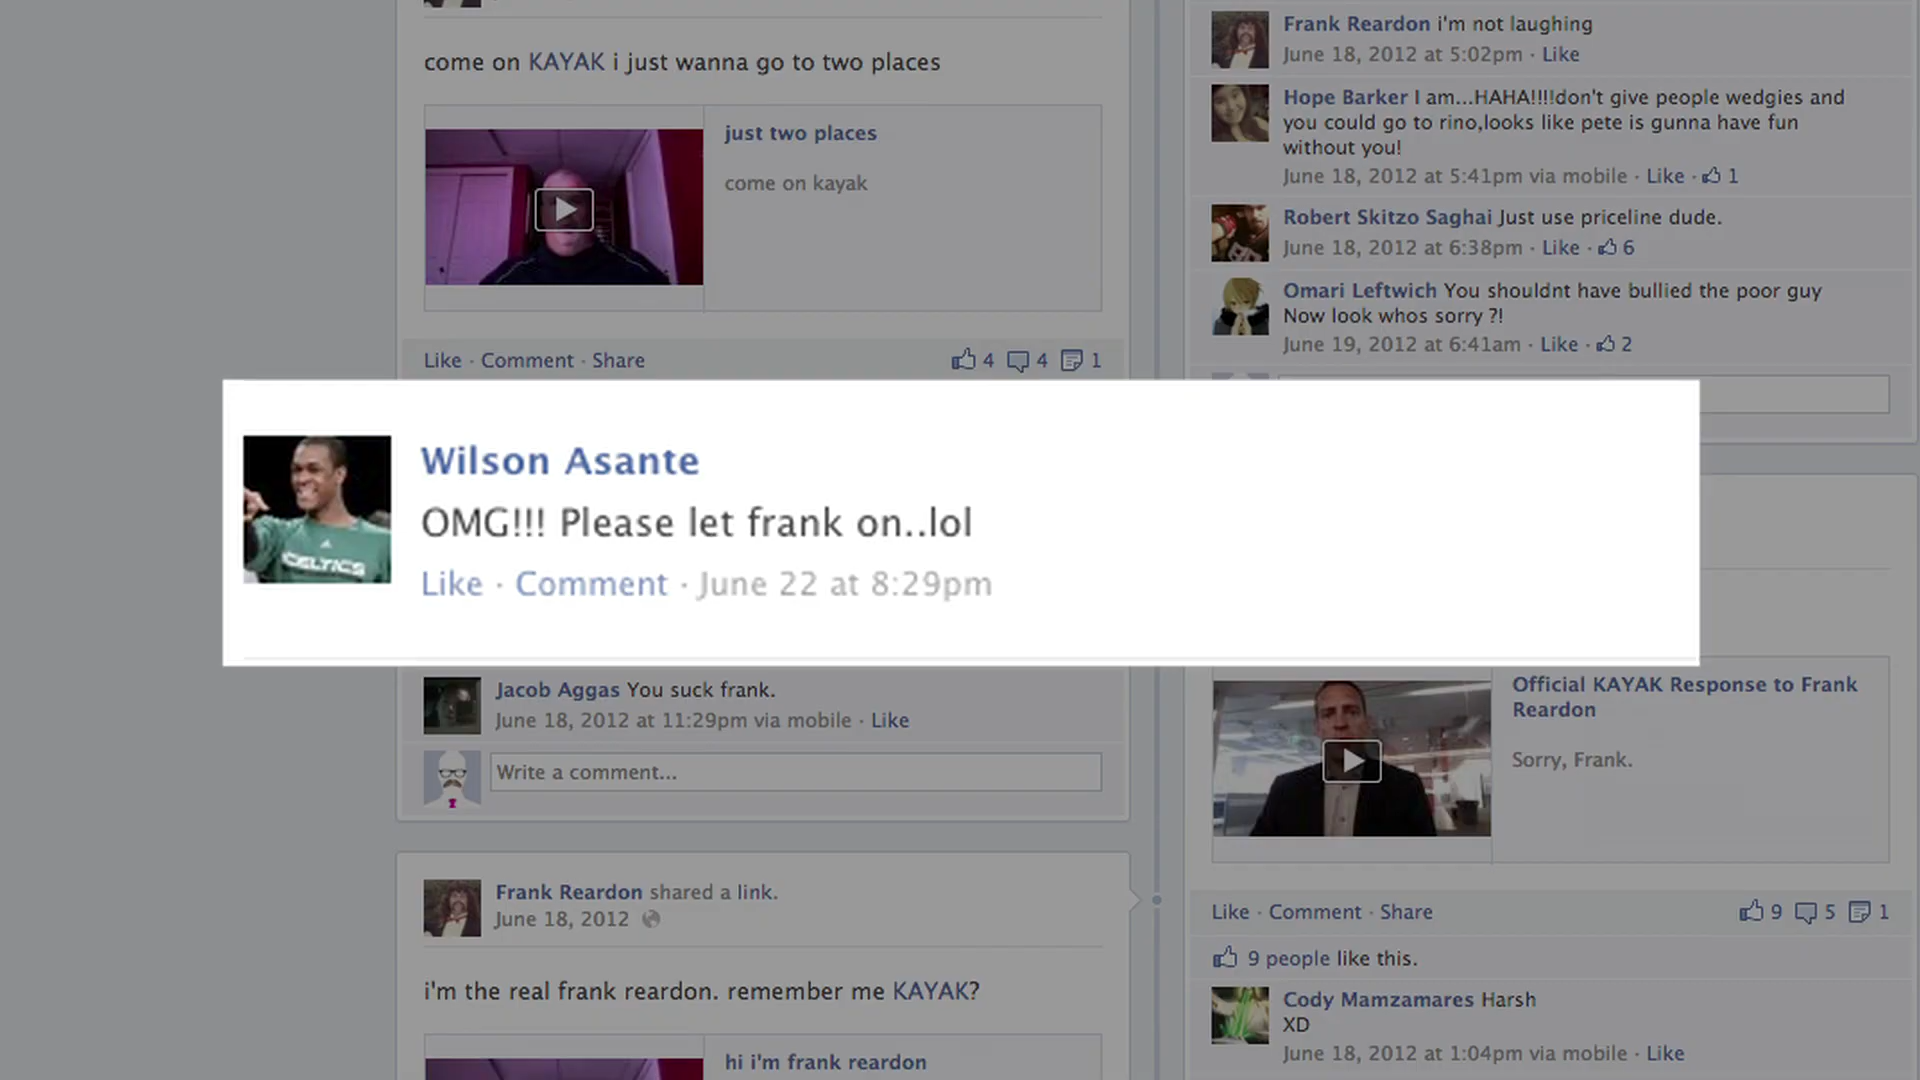 come on KAYAK i just wanna go to two places
just two places
come on kayak
Like · Comment · Share
4 4 1
Frank Reardon i'm not laughing
June 18, 2012 at 5:02pm · Like
Hope Barker I am...HAHA!!!!don't give people wedgies and
you could go to rino,looks like pete is gunna have fun
without you!
June 18, 2012 at 5:41pm via mobile · Like · 1
Robert Skitzo Saghai Just use priceline dude.
June 18, 2012 at 6:38pm · Like · 6
Omari Leftwich You shouldnt have bullied the poor guy
Now look whos sorry ?!
June 19, 2012 at 6:41am · Like · 2
Wilson Asante
OMG!!! Please let frank on..lol
Like · Comment · June 22 at 8:29pm
CELTICS
Jacob Aggas You suck frank.
June 18, 2012 at 11:29pm via mobile · Like
Write a comment...
Frank Reardon shared a link.
June 18, 2012
i'm the real frank reardon. remember me KAYAK?
hi i'm frank reardon
Official KAYAK Response to Frank
Reardon
Sorry, Frank.
Like · Comment · Share
9 5 1
9 people like this.
Cody Mamzamares Harsh
XD
June 18, 2012 at 1:04pm via mobile · Like